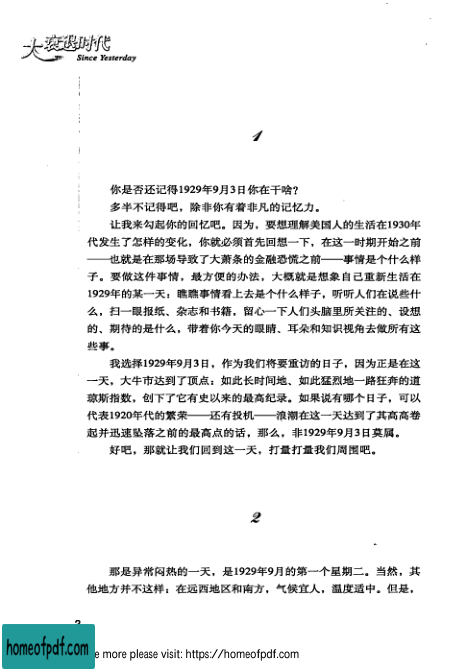 大衰退时代
Since Yesterday
1
你是否还记得1929年9月3日你在干啥?
多半不记得吧，除非你有着非凡的记忆力。
让我来勾起你的回忆吧。因为，要想理解美国人的生活在1930年
代发生了怎样的变化，你就必须首先回想一下，在这一时期开始之前
——也就是在那场导致了大萧条的金融恐慌之前——事情是个什么样
子。要做这件事情，最方便的办法，大概就是想象自己重新生活在
1929年的某一天：瞧瞧事情看上去是个什么样子，听听人们在说些什
么，扫一眼报纸、杂志和书籍，留心一下人们头脑里所关注的、设想
的、期待的是什么，带着你今天的眼睛、耳朵和知识视角去做所有这
些事。
我选择1929年9月3日，作为我们将要重访的日子，因为正是在这
一天，大牛市达到了顶点：如此长时间地、如此猛烈地一路狂奔的道
琼斯指数，创下了它有史以来的最高纪录。如果说有哪个日子，可以
代表1920年代的繁荣——还有投机——浪潮在这一天达到了其高高卷
起并迅速坠落之前的最高点的话，那么，非1929年9月3日莫属。
好吧，那就让我们回到这一天，打量打量我们周围吧。
2
那是异常闷热的一天，是1929年9月的第一个星期二。当然，其
他地方并不这样：在远西地区和南方，气候宜人，温度适中。但是，
homeofpdf.com
e more please visit: https://homeofpdf.com